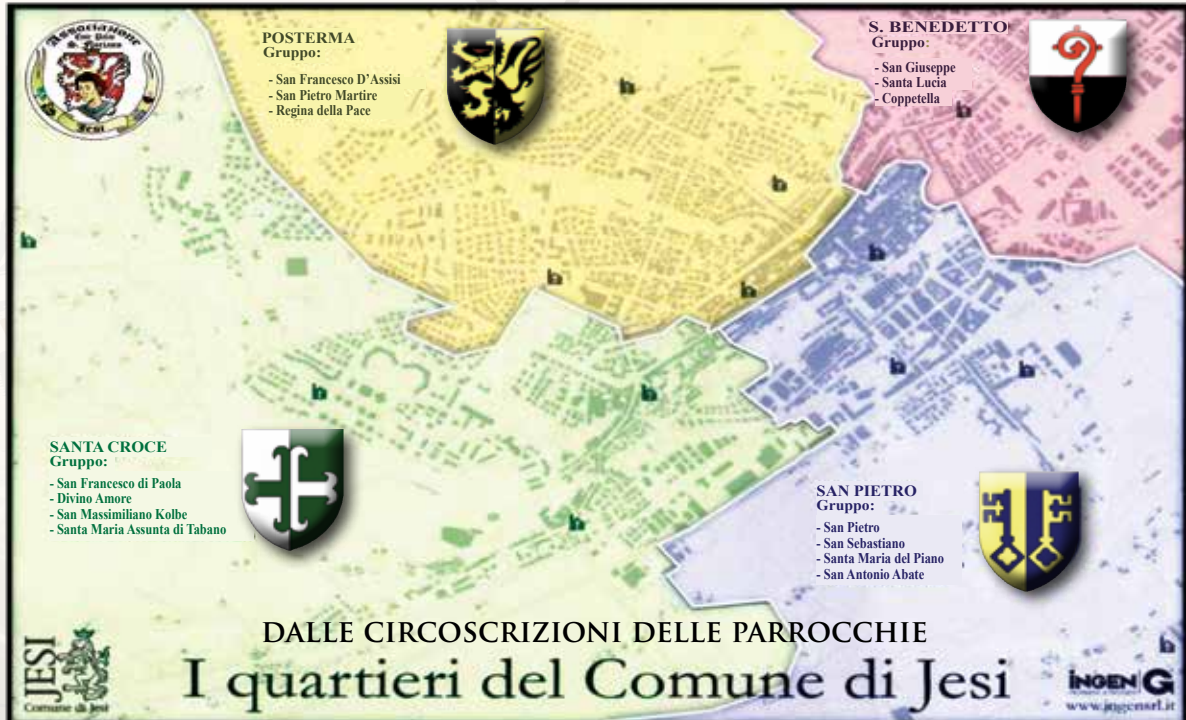 Associazione
Ente Palio
S. Floriano
Jesi
POSTERMA
Gruppo:
- San Francesco D'Assisi
- San Pietro Martire
- Regina della Pace
S. BENEDETTO
Gruppo:
- San Giuseppe
- Santa Lucia
- Coppetella
SANTA CROCE
Gruppo:
- San Francesco di Paola
- Divino Amore
- San Massimiliano Kolbe
- Santa Maria Assunta di Tabano
SAN PIETRO
Gruppo:
- San Pietro
- San Sebastiano
- Santa Maria del Piano
- San Antonio Abate
DALLE CIRCOSCRIZIONI DELLE PARROCCHIE
I quartieri del Comune di Jesi
JESI
Comune di Jesi
INGEN G
www.ingensrl.it